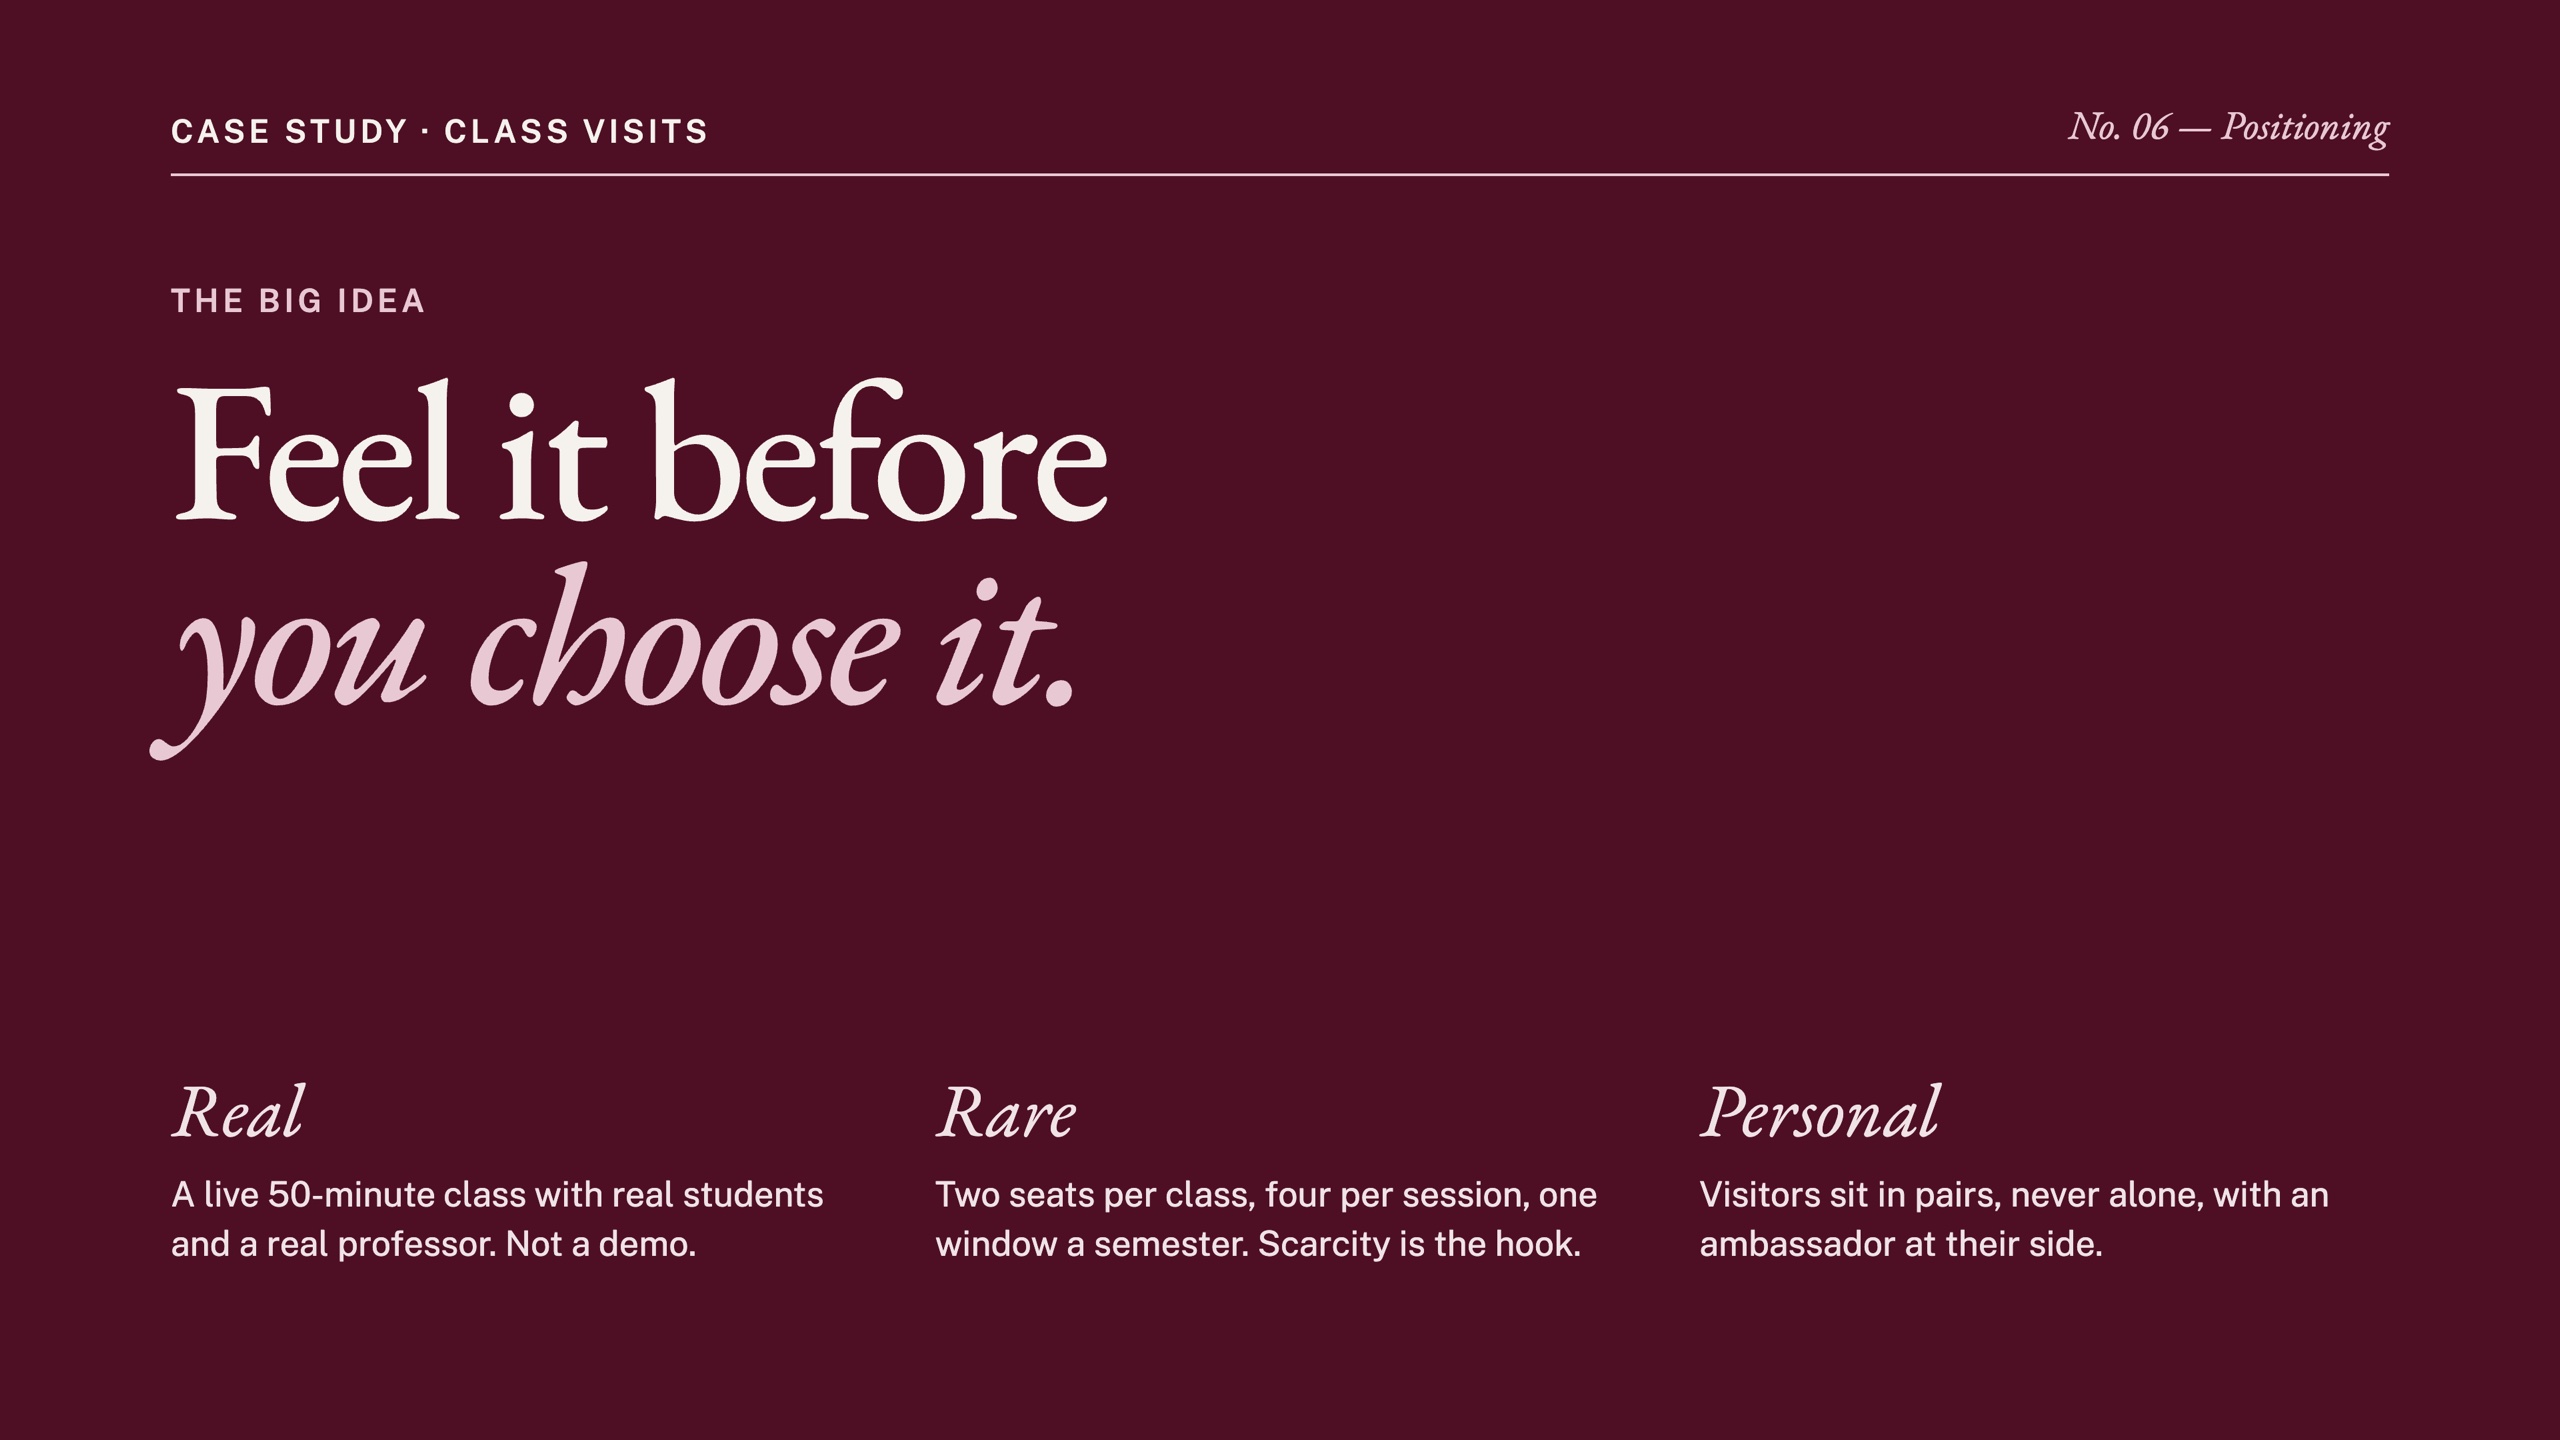 CASE STUDY · CLASS VISITS
No. 06 — Positioning
THE BIG IDEA
Feel it before
you choose it.
Real
A live 50-minute class with real students
and a real professor. Not a demo.
Rare
Two seats per class, four per session, one
window a semester. Scarcity is the hook.
Personal
Visitors sit in pairs, never alone, with an
ambassador at their side.